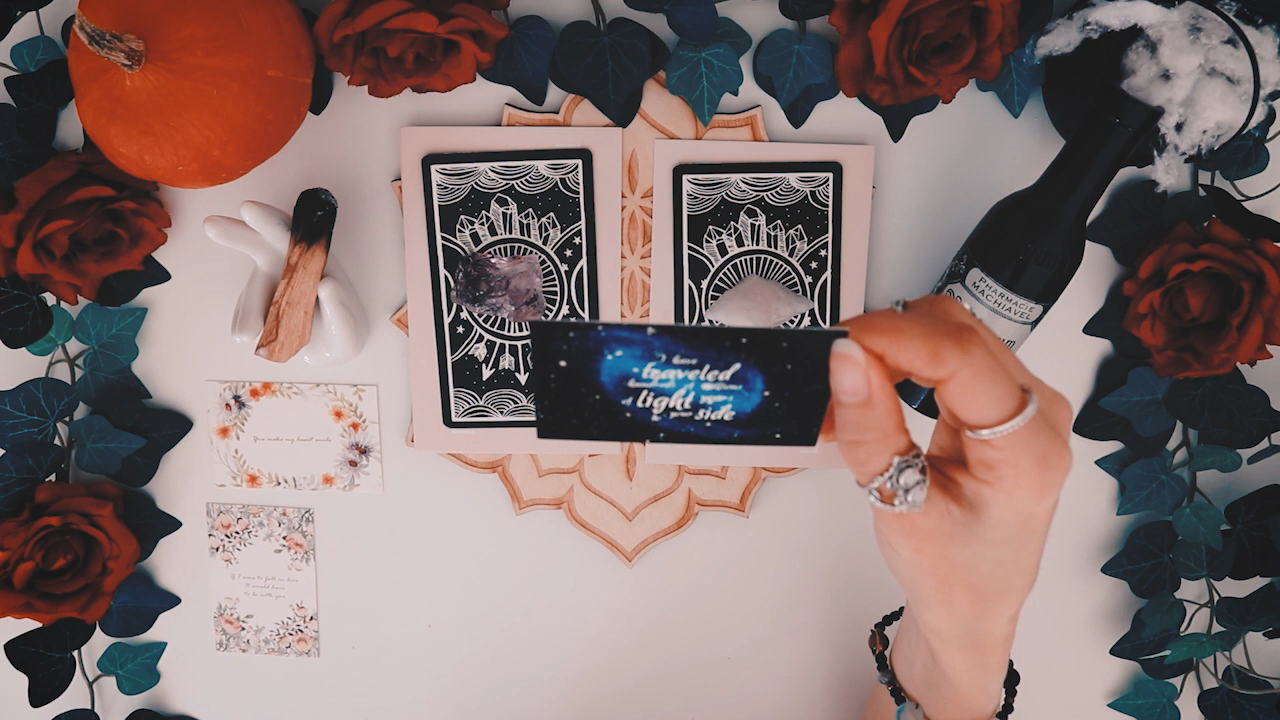 PHARMACIE
MACHIAVEL
I have
traveled
light
side
You make my heart smile
If I were to fall in love
It would have
to be with you